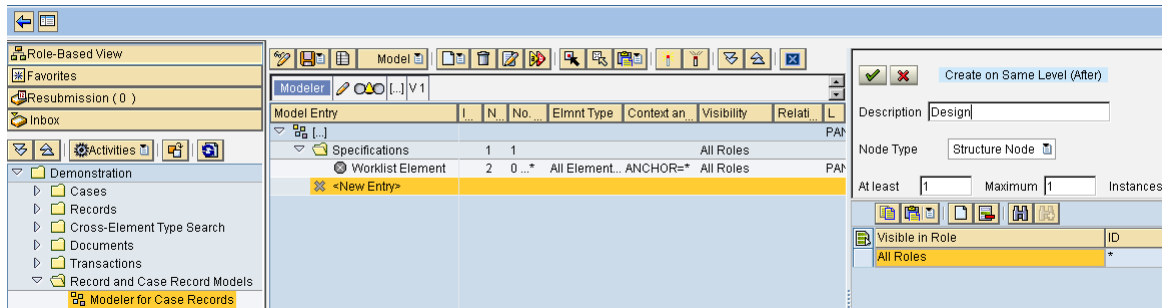 Role-Based View
Favorites
Resubmission ( 0 )
Inbox
Activities
Demonstration
Cases
Records
Cross-Element Type Search
Documents
Transactions
Record and Case Record Models
Modeler for Case Records
Model
Modeler [...] V 1
Model Entry I... N... No. ... Elmnt Type Context an... Visibility Relati... L
[...] PAN
Specifications 1 1 All Roles
Worklist Element 2 0 ...* All Element... ANCHOR=* All Roles PAN
<New Entry>
Create on Same Level (After)
Description Design
Node Type Structure Node
At least 1 Maximum 1 Instances
Visible in Role ID
All Roles *